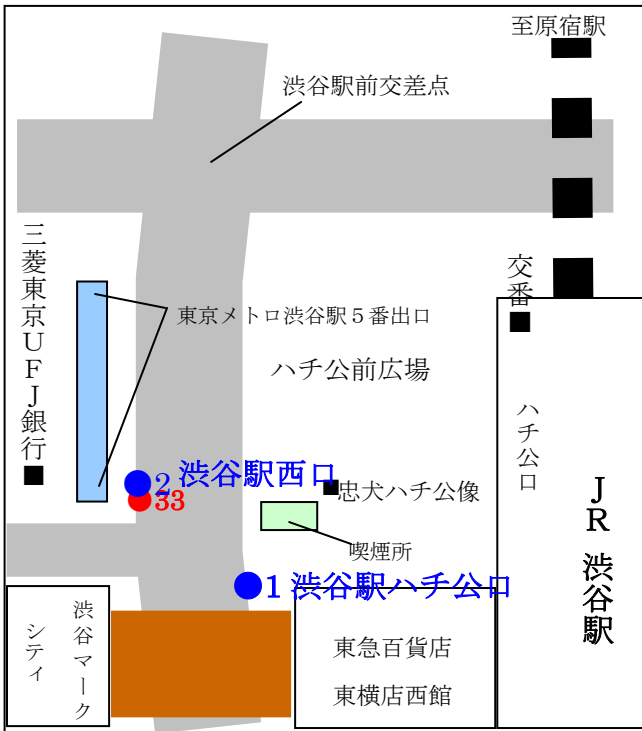 至原宿駅
渋谷駅前交差点
三菱東京ＵＦＪ銀行
交番
東京メトロ渋谷駅５番出口
ハチ公前広場
ハチ公口
2 渋谷駅西口
33
忠犬ハチ公像
喫煙所
1 渋谷駅ハチ公口
ＪＲ 渋谷駅
渋谷マーク
シティ
東急百貨店
東横店西館